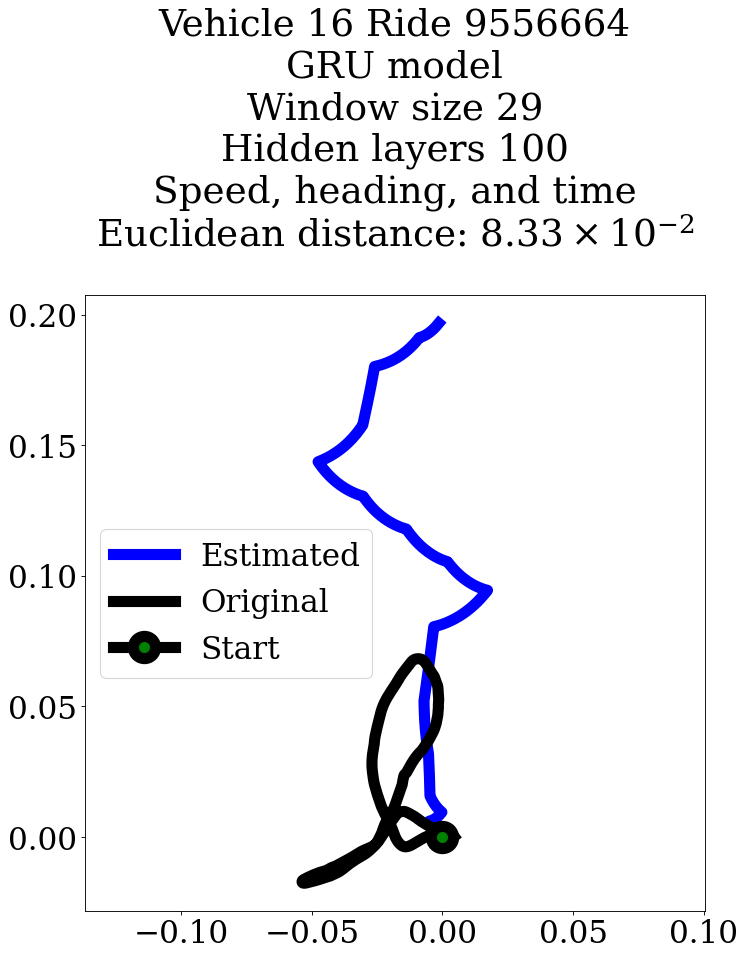 Vehicle 16 Ride 9556664
GRU model
Window size 29
Hidden layers 100
Speed, heading, and time
Euclidean distance: 8.33 × 10⁻²
0.20
0.15
0.10
0.05
0.00
Estimated
Original
Start
−0.10 −0.05 0.00 0.05 0.10